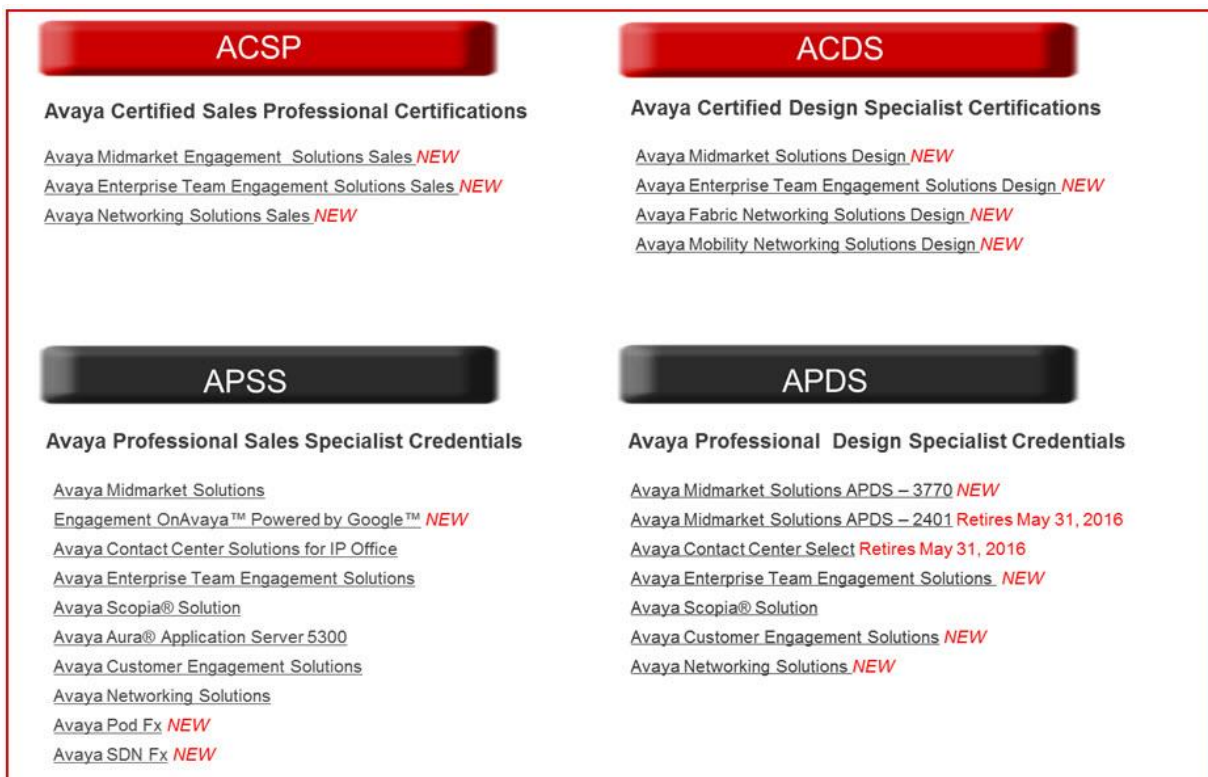 ACSP
Avaya Certified Sales Professional Certifications
Avaya Midmarket Engagement Solutions Sales NEW
Avaya Enterprise Team Engagement Solutions Sales NEW
Avaya Networking Solutions Sales NEW
ACDS
Avaya Certified Design Specialist Certifications
Avaya Midmarket Solutions Design NEW
Avaya Enterprise Team Engagement Solutions Design NEW
Avaya Fabric Networking Solutions Design NEW
Avaya Mobility Networking Solutions Design NEW
APSS
Avaya Professional Sales Specialist Credentials
Avaya Midmarket Solutions
Engagement OnAvaya™ Powered by Google™ NEW
Avaya Contact Center Solutions for IP Office
Avaya Enterprise Team Engagement Solutions
Avaya Scopia® Solution
Avaya Aura® Application Server 5300
Avaya Customer Engagement Solutions
Avaya Networking Solutions
Avaya Pod Fx NEW
Avaya SDN Fx NEW
APDS
Avaya Professional Design Specialist Credentials
Avaya Midmarket Solutions APDS – 3770 NEW
Avaya Midmarket Solutions APDS – 2401 Retires May 31, 2016
Avaya Contact Center Select Retires May 31, 2016
Avaya Enterprise Team Engagement Solutions NEW
Avaya Scopia® Solution
Avaya Customer Engagement Solutions NEW
Avaya Networking Solutions NEW